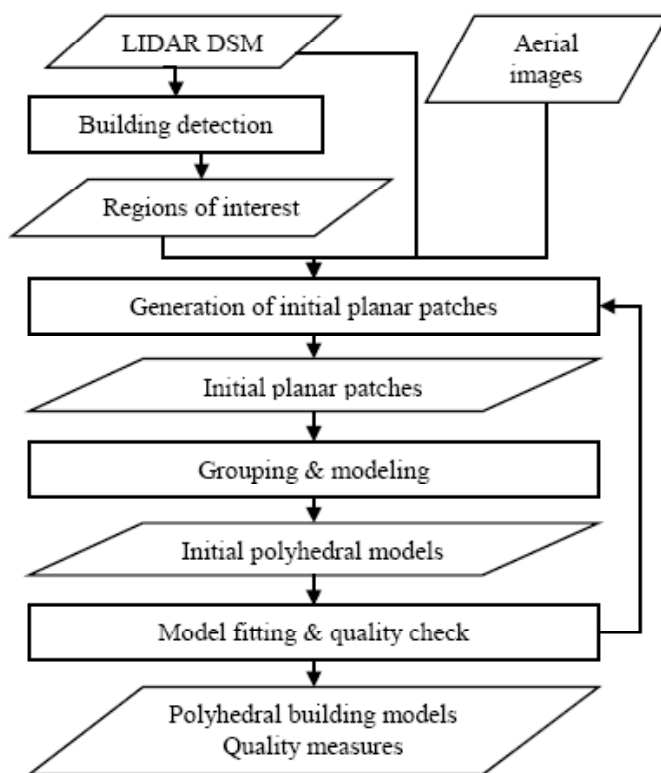 LIDAR DSM
Aerial
images
Building detection
Regions of interest
Generation of initial planar patches
Initial planar patches
Grouping & modeling
Initial polyhedral models
Model fitting & quality check
Polyhedral building models
Quality measures